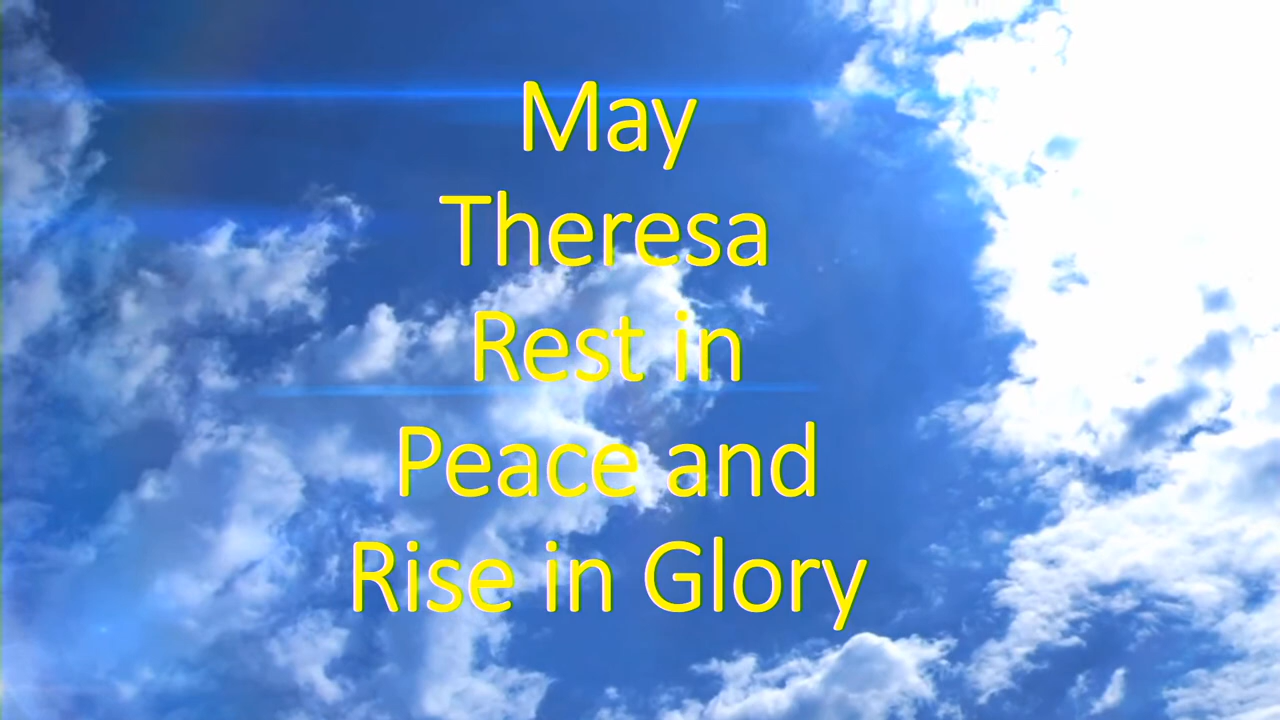 May
Theresa
Rest in
Peace and
Rise in Glory